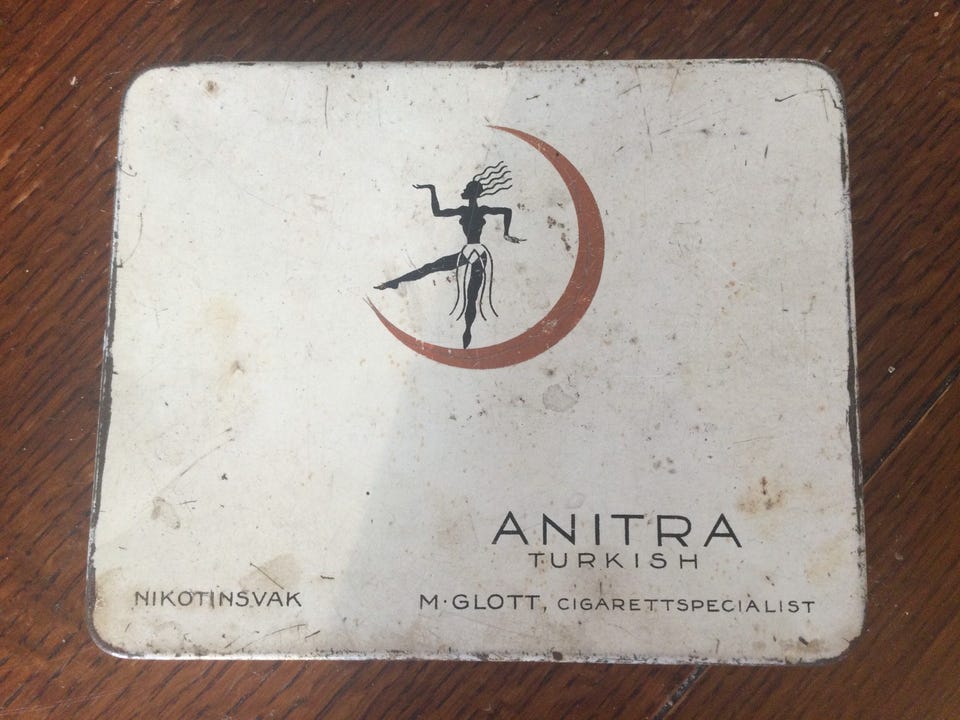 ANITRA
TURKISH
NIKOTINSVAK
M·GLOTT, CIGARETTSPECIALIST